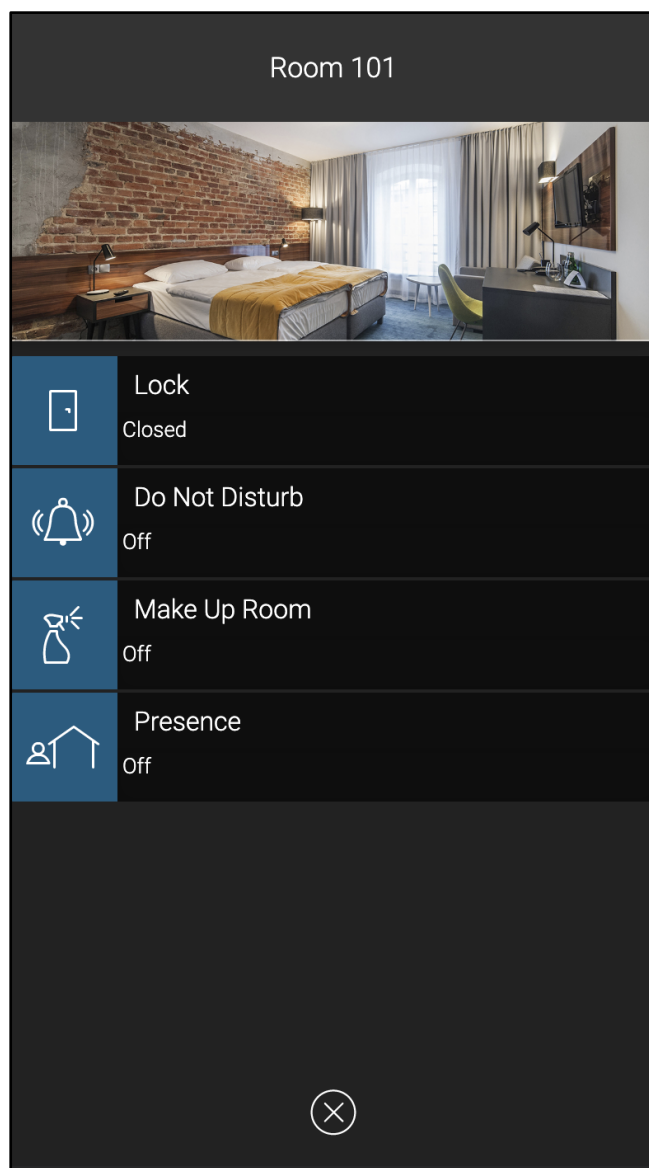 Room 101
Lock
Closed
Do Not Disturb
Off
Make Up Room
Off
Presence
Off